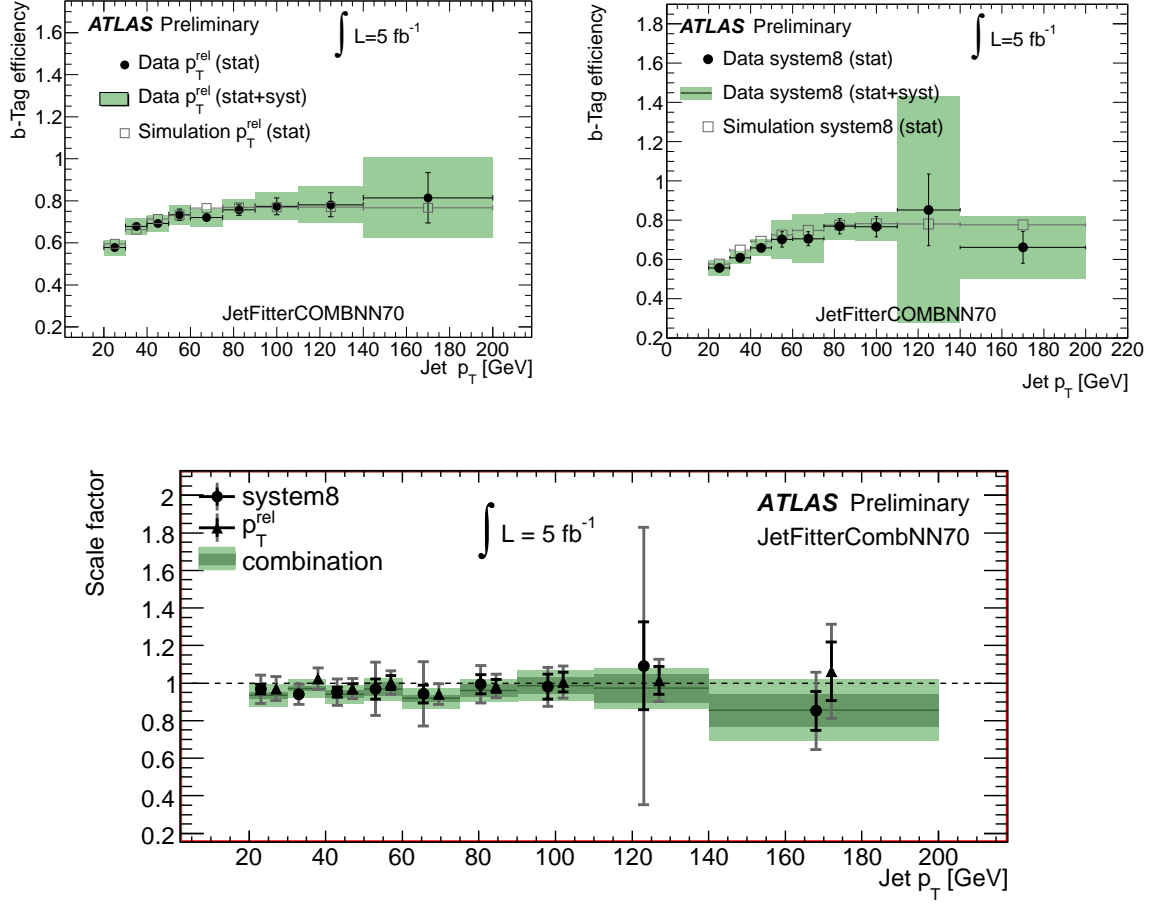 ATLAS Preliminary
∫ L=5 fb⁻¹
Data p_T^rel (stat)
Data p_T^rel (stat+syst)
Simulation p_T^rel (stat)
b-Tag efficiency
1.6
1.4
1.2
1
0.8
0.6
0.4
0.2
JetFitterCOMBNN70
20 40 60 80 100 120 140 160 180 200
Jet p_T [GeV]
ATLAS Preliminary
∫ L=5 fb⁻¹
Data system8 (stat)
Data system8 (stat+syst)
Simulation system8 (stat)
b-Tag efficiency
1.8
1.6
1.4
1.2
1
0.8
0.6
0.4
0.2
JetFitterCOMBNN70
0 20 40 60 80 100 120 140 160 180 200 220
Jet p_T [GeV]
Scale factor
2
1.8
1.6
1.4
1.2
1
0.8
0.6
0.4
0.2
system8
p_T^rel
combination
∫ L = 5 fb⁻¹
ATLAS Preliminary
JetFitterCombNN70
20 40 60 80 100 120 140 160 180 200
Jet p_T [GeV]